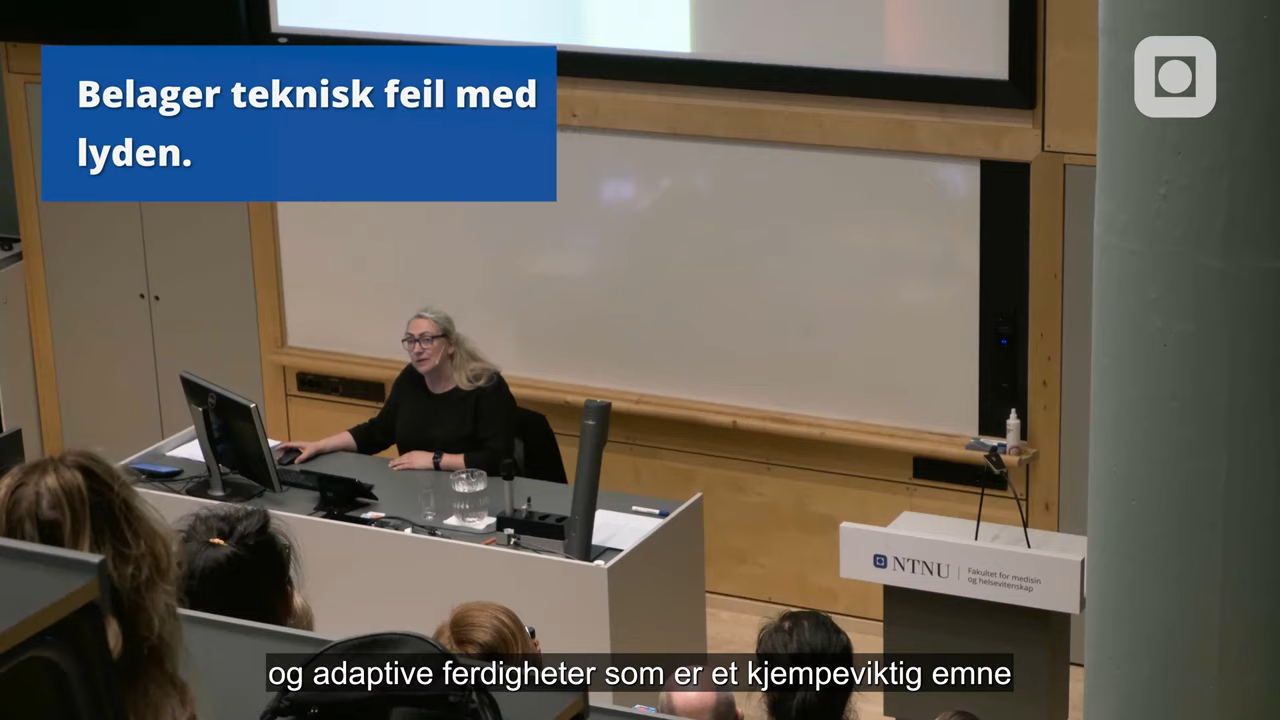 Belager teknisk feil med
lyden.
NTNU
Fakultet for medisin
og helsevitenskap
og adaptive ferdigheter som er et kjempeviktig emne